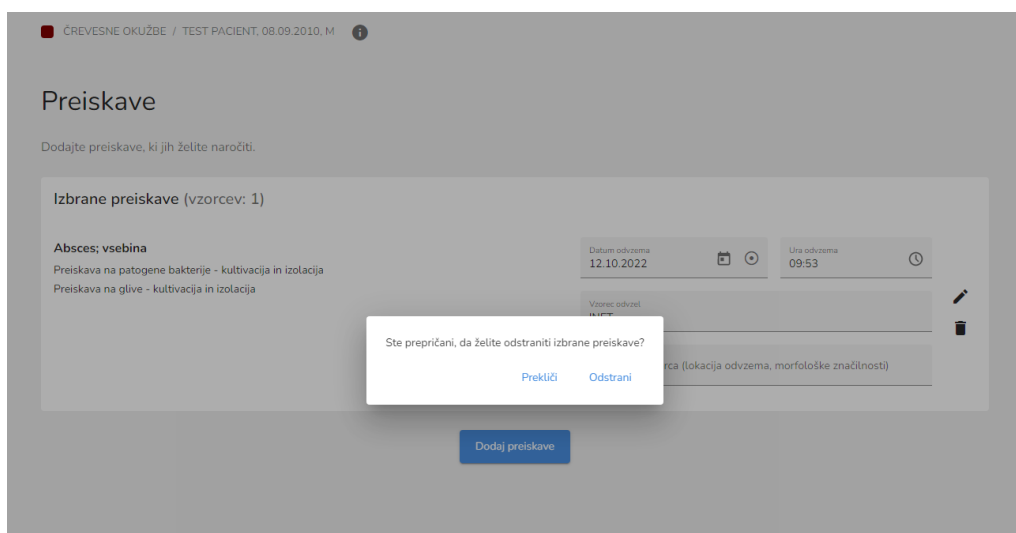 ČREVESNE OKUŽBE / TEST PACIENT, 08.09.2010, M
Preiskave
Dodajte preiskave, ki jih želite naročiti.
Izbrane preiskave (vzorcev: 1)
Absces; vsebina
Preiskava na patogene bakterije - kultivacija in izolacija
Preiskava na glive - kultivacija in izolacija
Datum odvzema
12.10.2022
Ura odvzema
09:53
Vzorec odvzel
Ste prepričani, da želite odstraniti izbrane preiskave?
Prekliči Odstrani
(lokacija odvzema, morfološke značilnosti)
Dodaj preiskave